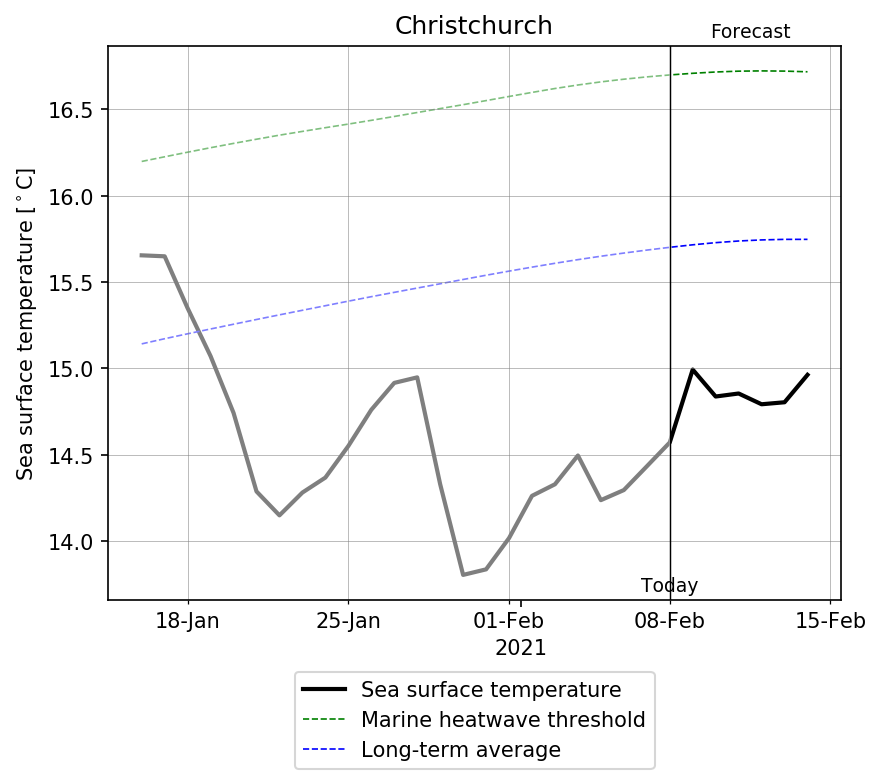 Christchurch
Forecast
Sea surface temperature [°C]
16.5
16.0
15.5
15.0
14.5
14.0
Today
18-Jan
25-Jan
01-Feb
08-Feb
15-Feb
2021
Sea surface temperature
Marine heatwave threshold
Long-term average